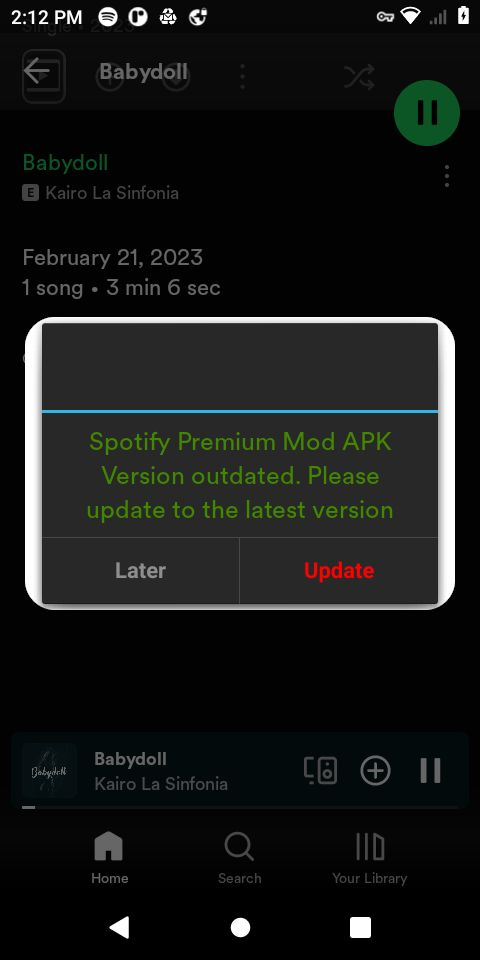 2:12 PM
Single • 2023
Babydoll
Babydoll
E Kairo La Sinfonia
February 21, 2023
1 song • 3 min 6 sec
Spotify Premium Mod APK
Version outdated. Please
update to the latest version
Later
Update
Babydoll
Babydoll
Kairo La Sinfonia
Home
Search
Your Library